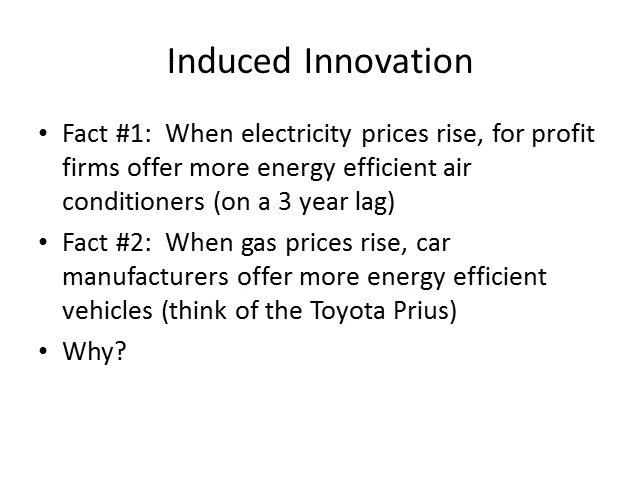 Induced Innovation
• Fact #1:  When electricity prices rise, for profit
firms offer more energy efficient air
conditioners (on a 3 year lag)
• Fact #2:  When gas prices rise, car
manufacturers offer more energy efficient
vehicles (think of the Toyota Prius)
• Why?